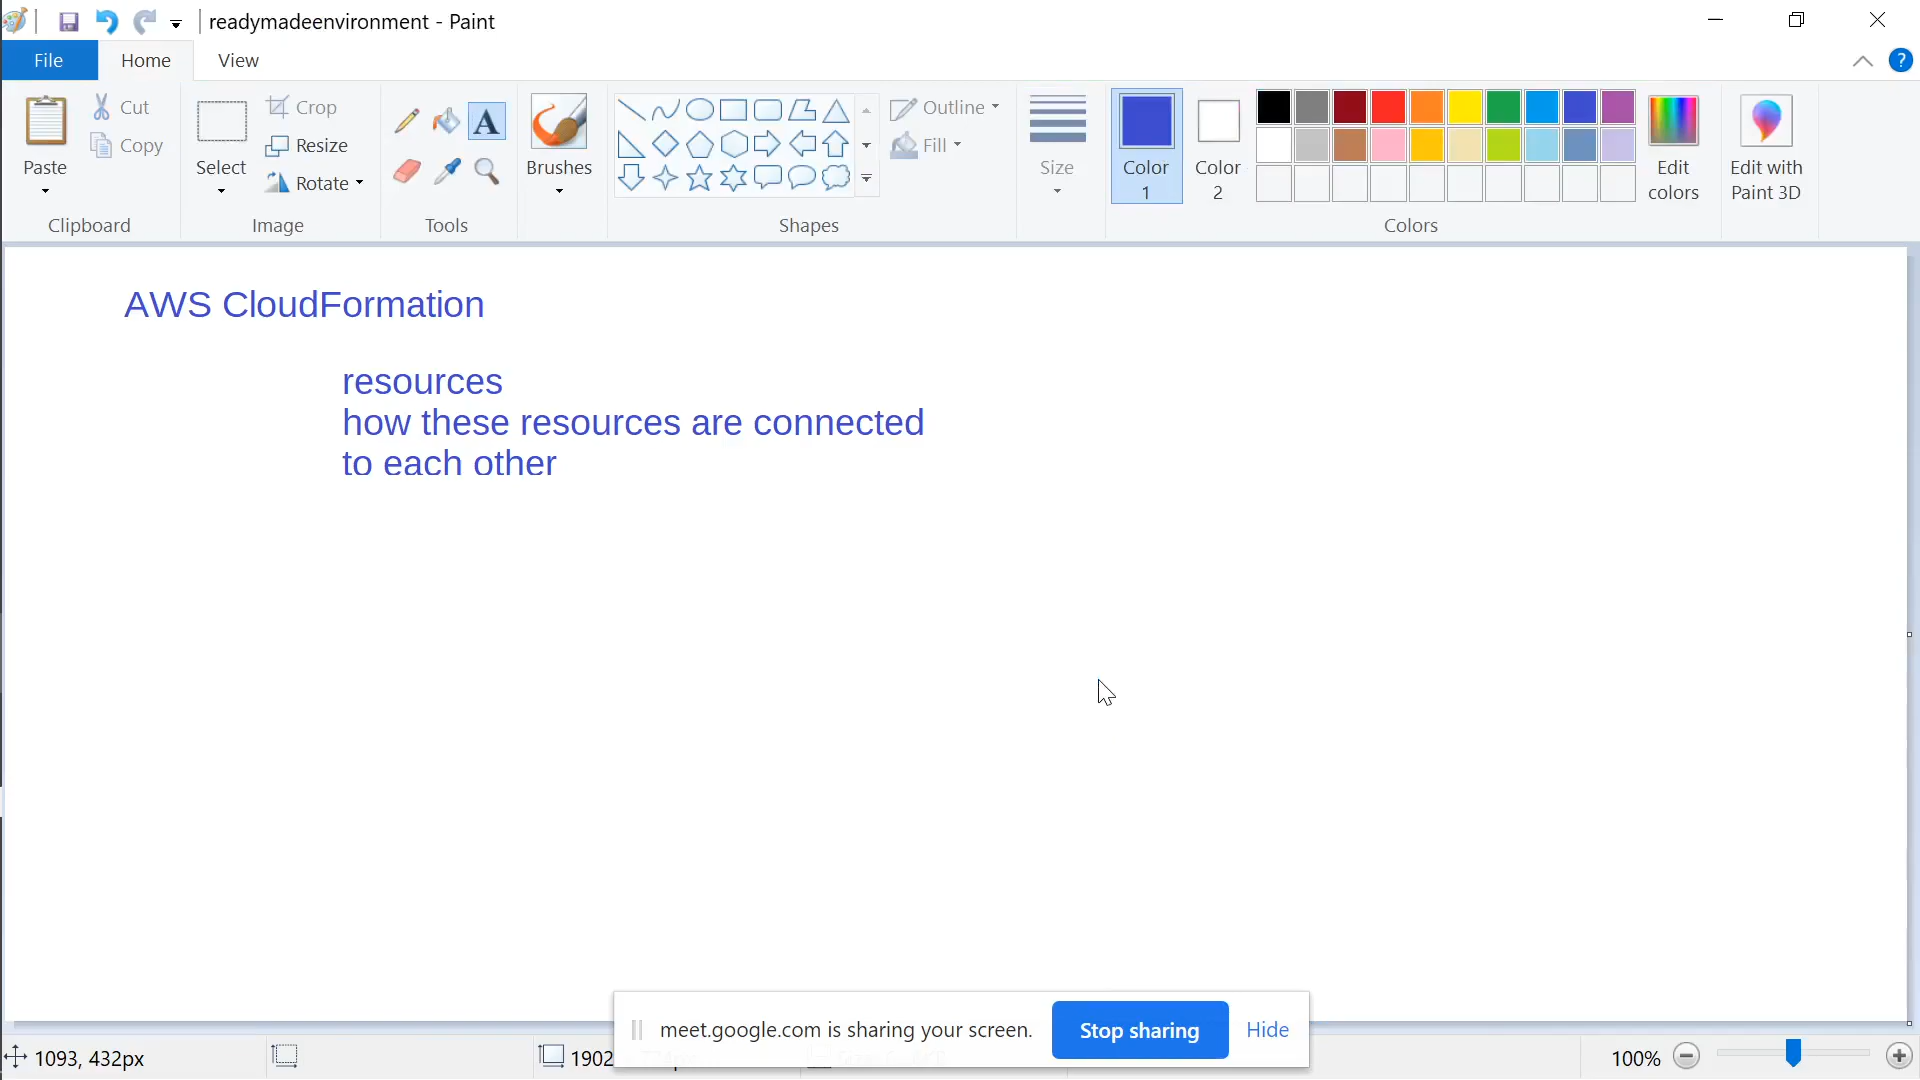 readymadeenvironment - Paint
File
Home
View
?
Paste
Cut
Copy
Clipboard
Select
Crop
Resize
Rotate
Image
A
Tools
Brushes
Shapes
Outline
Fill
Size
Color
1
Color
2
Edit
colors
Colors
Edit with
Paint 3D
AWS CloudFormation
resources
how these resources are connected
to each other
meet.google.com is sharing your screen.
Stop sharing
Hide
1093, 432px
1902
100%